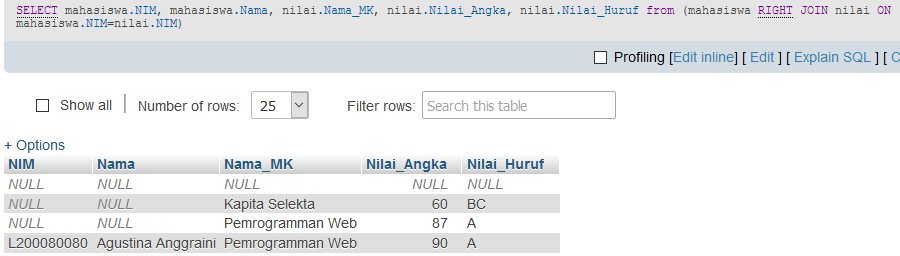 SELECT mahasiswa.NIM, mahasiswa.Nama, nilai.Nama_MK, nilai.Nilai_Angka, nilai.Nilai_Huruf from (mahasiswa RIGHT JOIN nilai ON
mahasiswa.NIM=nilai.NIM)
Profiling [Edit inline] [ Edit ] [ Explain SQL ] [ C
Show all | Number of rows: 25 Filter rows: Search this table
+ Options
NIM Nama Nama_MK Nilai_Angka Nilai_Huruf
NULL NULL NULL NULL NULL
NULL NULL Kapita Selekta 60 BC
NULL NULL Pemrogramman Web 87 A
L200080080 Agustina Anggraini Pemrogramman Web 90 A